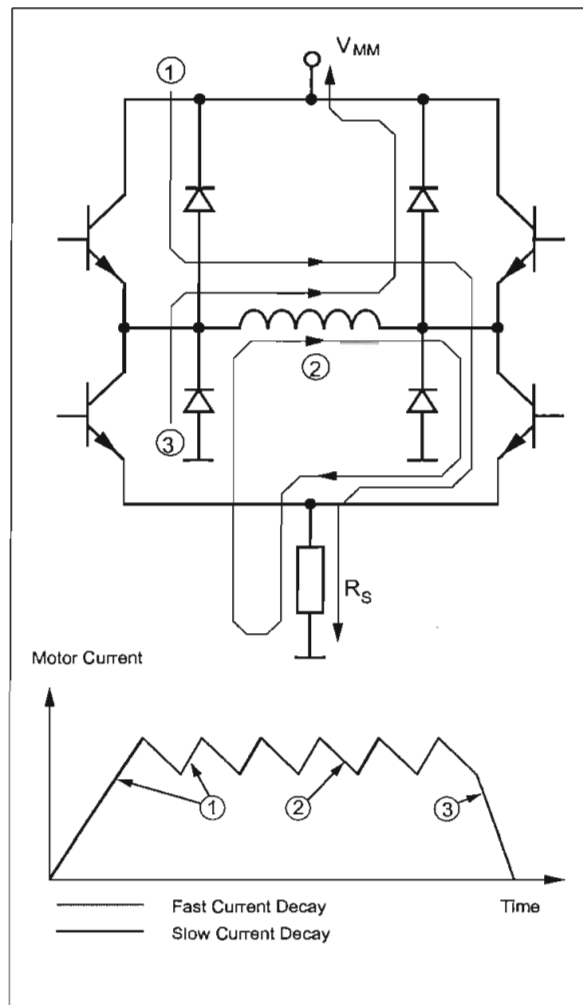 V_MM
①
③
②
R_S
Motor Current
① ② ③
Fast Current Decay Time
Slow Current Decay